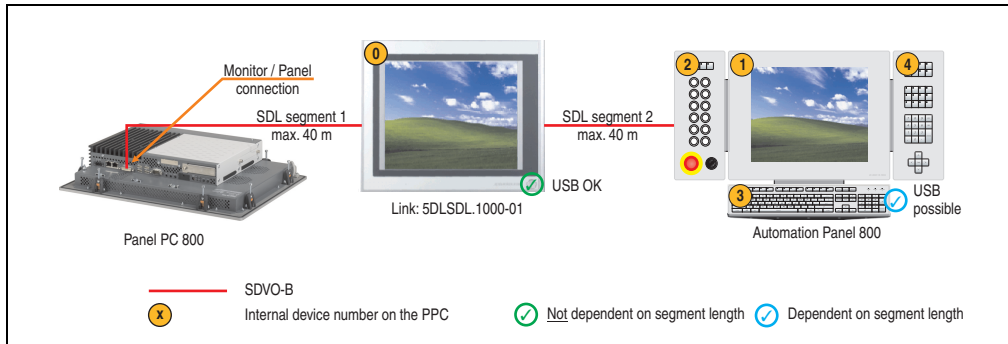 0
2
1
4
Monitor / Panel
connection
SDL segment 1
max. 40 m
SDL segment 2
max. 40 m
USB OK
Link: 5DLSDL.1000-01
3
USB
possible
Panel PC 800
Automation Panel 800
SDVO-B
x
Internal device number on the PPC
Not dependent on segment length
Dependent on segment length